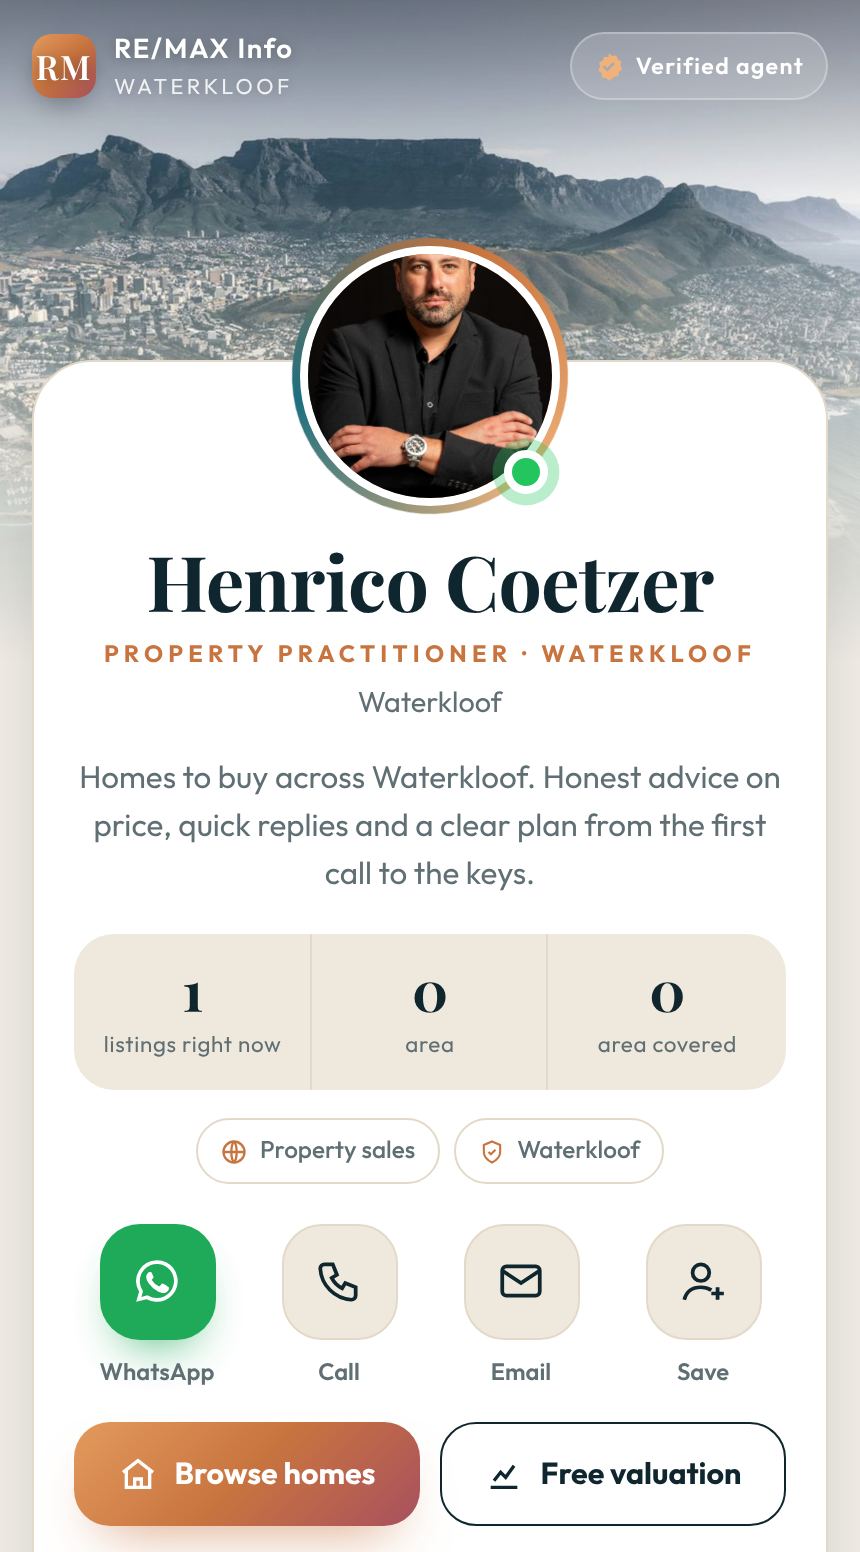 RM
RE/MAX Info
WATERKLOOF
Verified agent
Henrico Coetzer
PROPERTY PRACTITIONER · WATERKLOOF
Waterkloof
Homes to buy across Waterkloof. Honest advice on
price, quick replies and a clear plan from the first
call to the keys.
1
listings right now
0
area
0
area covered
Property sales
Waterkloof
WhatsApp
Call
Email
Save
Browse homes
Free valuation